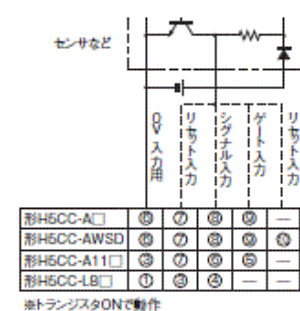 センサなど
0V入力用
リセット入力
シグナル入力
ゲート入力
リセット入力
形H5CC-A□ ⑥ ⑦ ⑧ ⑨ ―
形H5CC-AWSD ⑥ ⑦ ⑧ ⑨ ⑩
形H5CC-A11□ ③ ⑦ ⑥ ⑤ ―
形H5CC-L8□ ① ③ ④ ― ―
※トランジスタONで動作